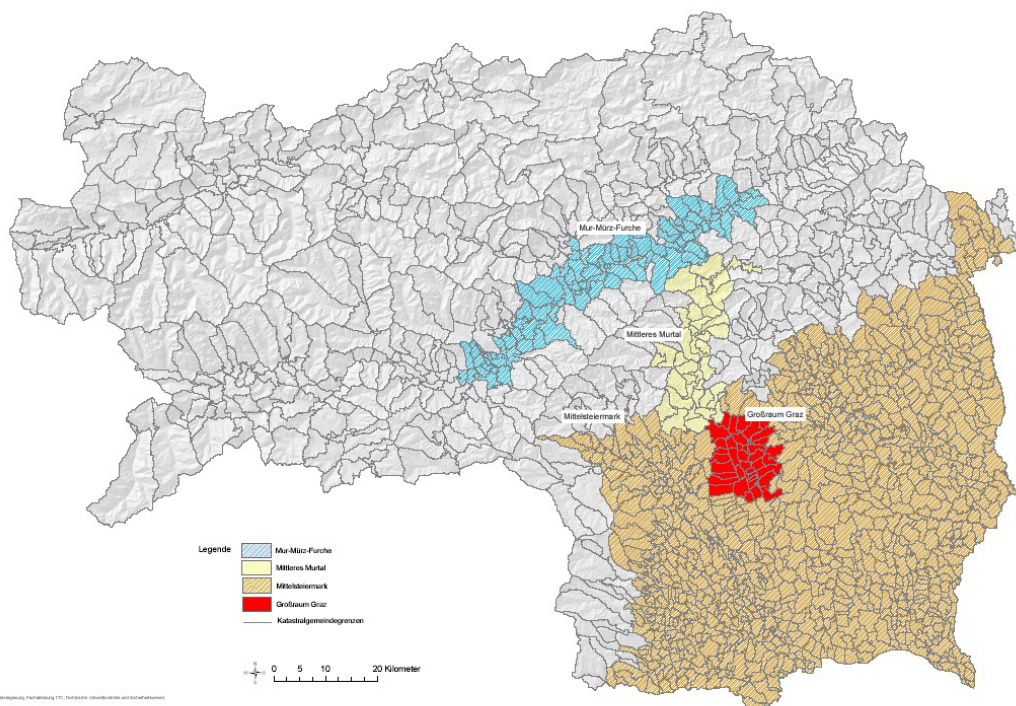 Mur-Mürz-Furche
Mittleres Murtal
Mittelsteiermark
Großraum Graz
Legende
Mur-Mürz-Furche
Mittleres Murtal
Mittelsteiermark
Großraum Graz
Katastralgemeindegrenzen
0 5 10 20 Kilometer